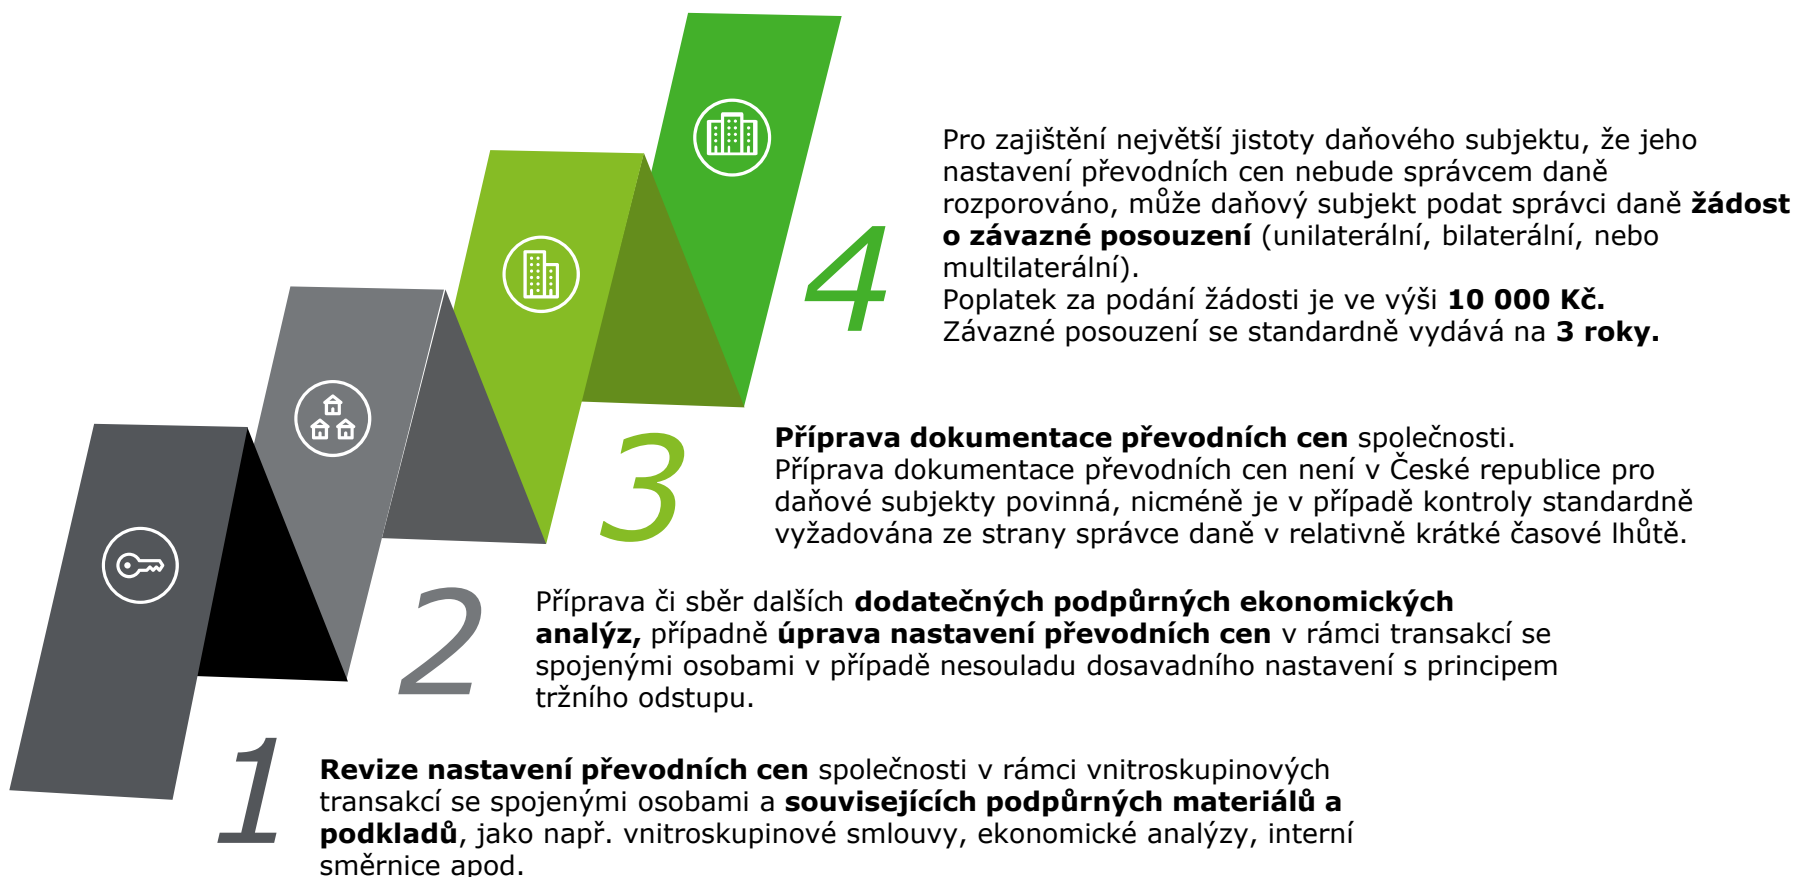 Pro zajištění největší jistoty daňového subjektu, že jeho
nastavení převodních cen nebude správcem daně
rozporováno, může daňový subjekt podat správci daně žádost
o závazné posouzení (unilaterální, bilaterální, nebo
multilaterální).
Poplatek za podání žádosti je ve výši 10 000 Kč.
Závazné posouzení se standardně vydává na 3 roky.
4
Příprava dokumentace převodních cen společnosti.
Příprava dokumentace převodních cen není v České republice pro
daňové subjekty povinná, nicméně je v případě kontroly standardně
vyžadována ze strany správce daně v relativně krátké časové lhůtě.
3
Příprava či sběr dalších dodatečných podpůrných ekonomických
analýz, případně úprava nastavení převodních cen v rámci transakcí se
spojenými osobami v případě nesouladu dosavadního nastavení s principem
tržního odstupu.
2
Revize nastavení převodních cen společnosti v rámci vnitroskupinových
transakcí se spojenými osobami a souvisejících podpůrných materiálů a
podkladů, jako např. vnitroskupinové smlouvy, ekonomické analýzy, interní
směrnice apod.
1